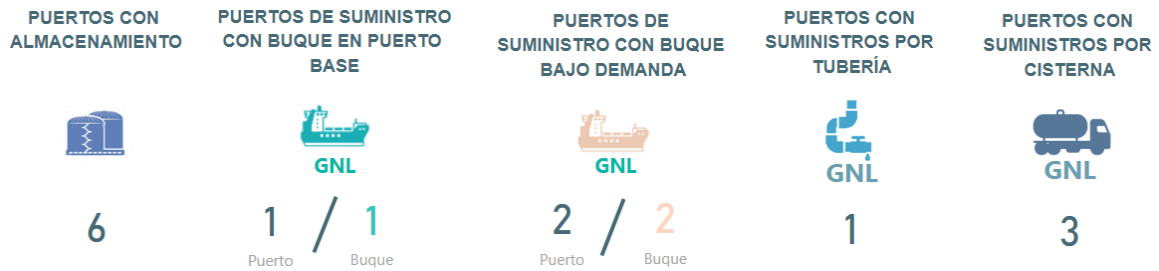 PUERTOS CON
ALMACENAMIENTO
6
PUERTOS DE SUMINISTRO
CON BUQUE EN PUERTO
BASE
GNL
1 / 1
Puerto Buque
PUERTOS DE
SUMINISTRO CON BUQUE
BAJO DEMANDA
GNL
2 / 2
Puerto Buque
PUERTOS CON
SUMINISTROS POR
TUBERÍA
GNL
1
PUERTOS CON
SUMINISTROS POR
CISTERNA
GNL
3